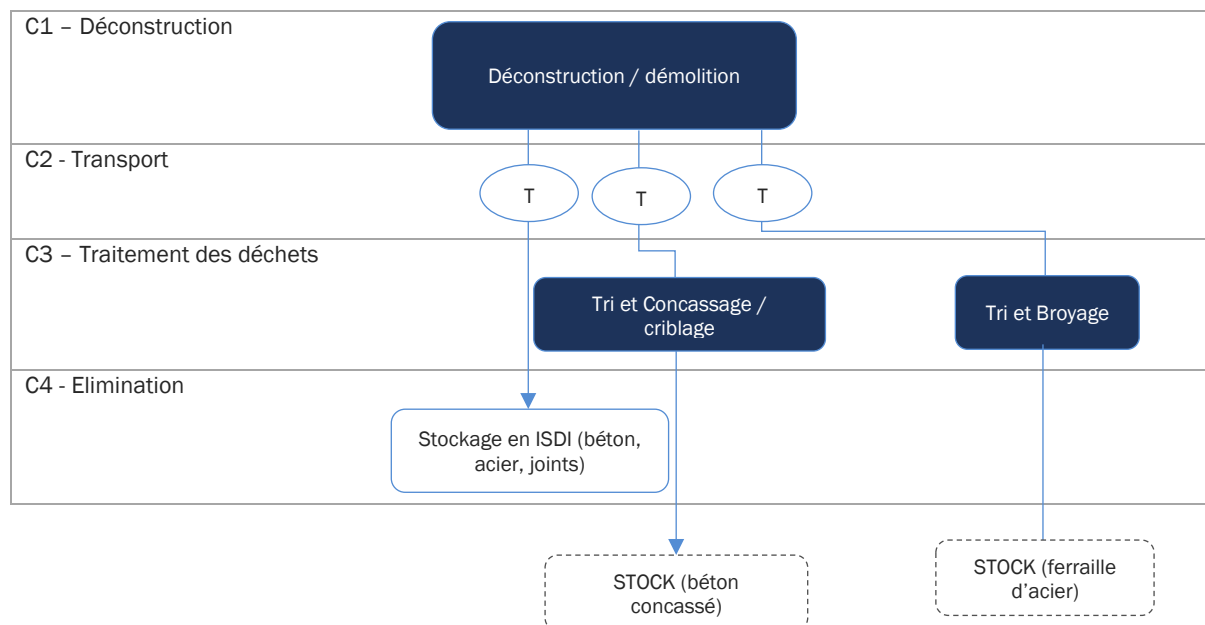 C1 – Déconstruction
Déconstruction / démolition
C2 - Transport
T
T
T
C3 – Traitement des déchets
Tri et Concassage /
criblage
Tri et Broyage
C4 - Elimination
Stockage en ISDI (béton,
acier, joints)
STOCK (béton
concassé)
STOCK (ferraille
d'acier)